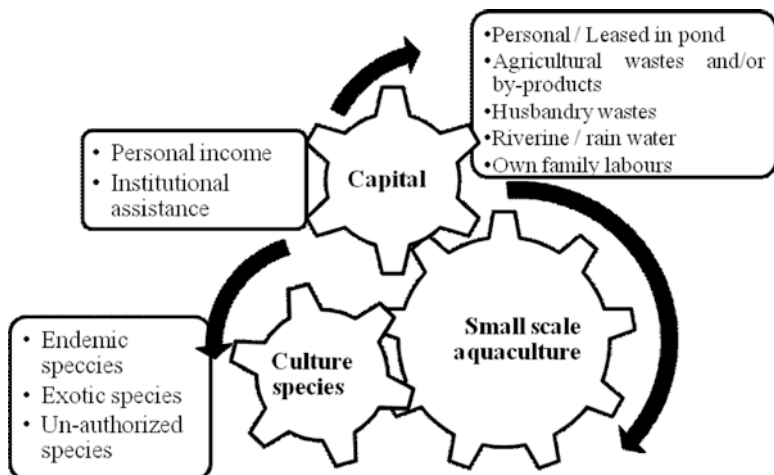 •Personal / Leased in pond
•Agricultural wastes and/or
by-products
•Husbandry wastes
•Riverine / rain water
•Own family labours
• Personal income
• Institutional
assistance
Capital
• Endemic
speccies
• Exotic species
• Un-authorized
species
Culture
species
Small scale
aquaculture